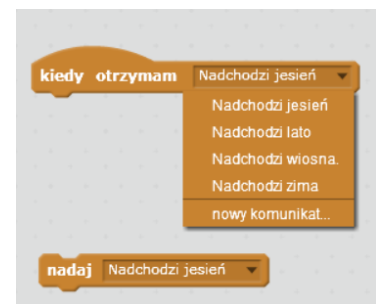 kiedy otrzymam Nadchodzi jesień
Nadchodzi jesień
Nadchodzi lato
Nadchodzi wiosna.
Nadchodzi zima
nowy komunikat...
nadaj Nadchodzi jesień